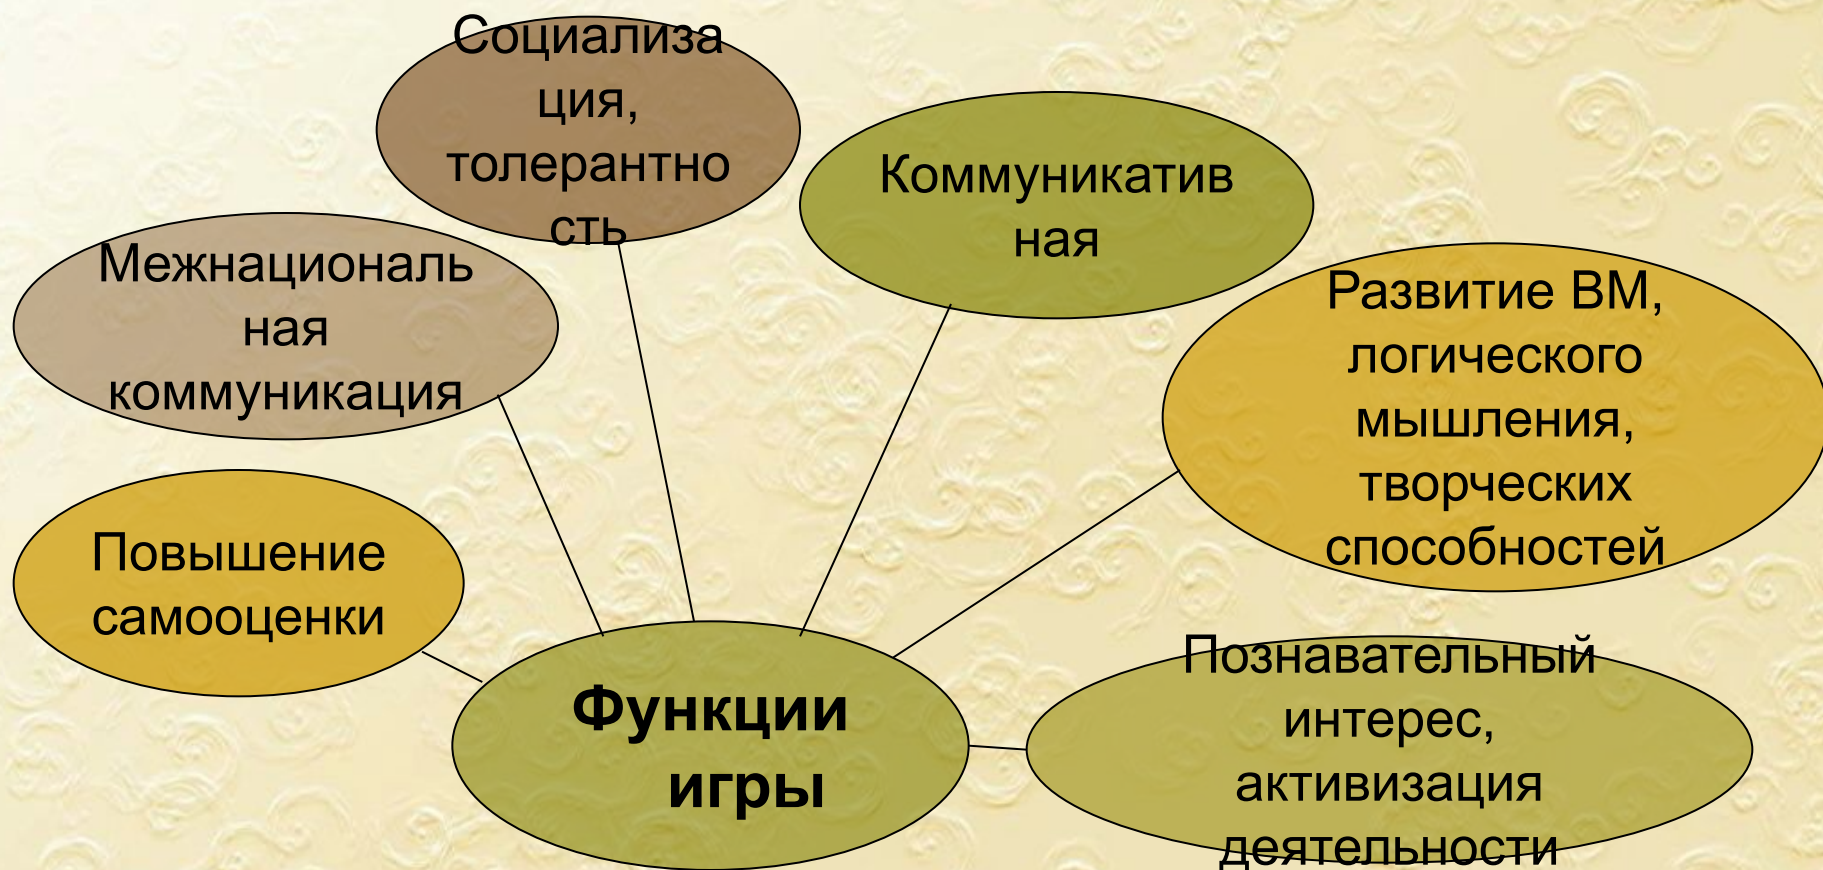 Социализа
ция,
толерантно
сть
Коммуникатив
ная
Межнациональ
ная
коммуникация
Развитие ВМ,
логического
мышления,
творческих
способностей
Повышение
самооценки
Функции
игры
Познавательный
интерес,
активизация
деятельности